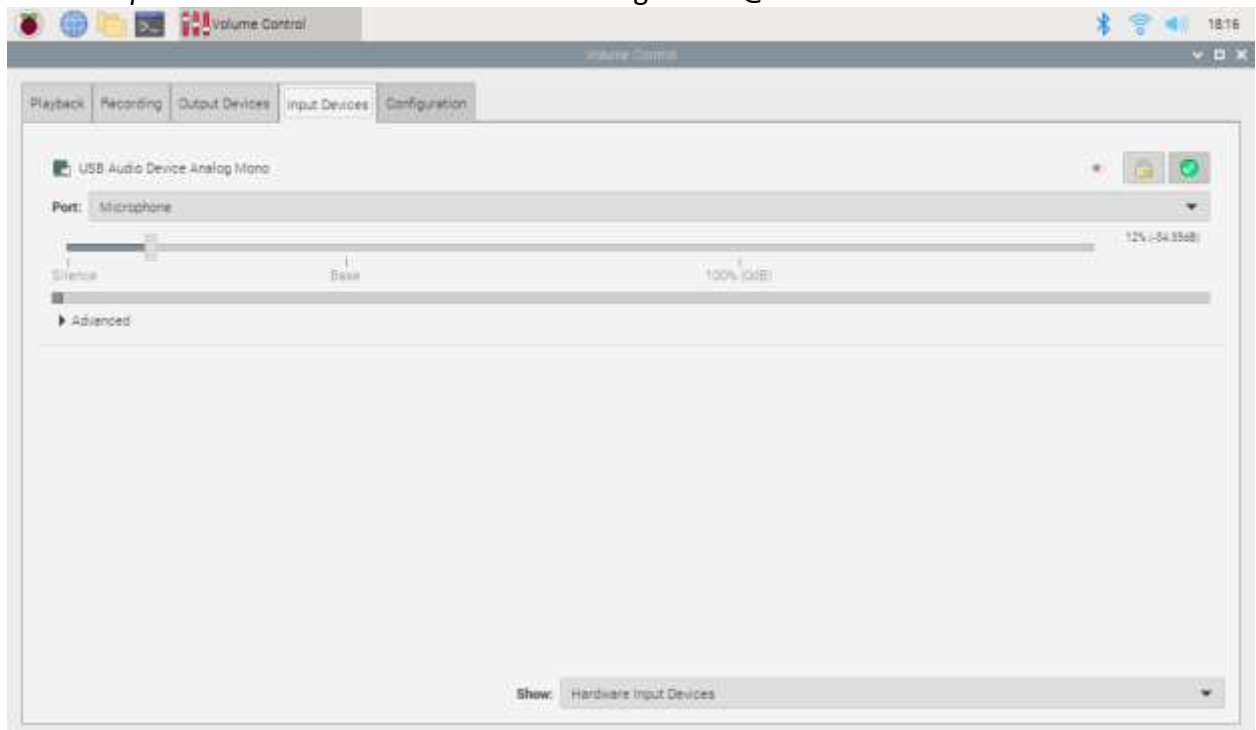 Volume Control
18:16
Volume Control
Playback Recording Output Devices Input Devices Configuration
USB Audio Device Analog Mono
Port: Microphone
Silence Base 100% (0dB)
Advanced
Show: Hardware Input Devices